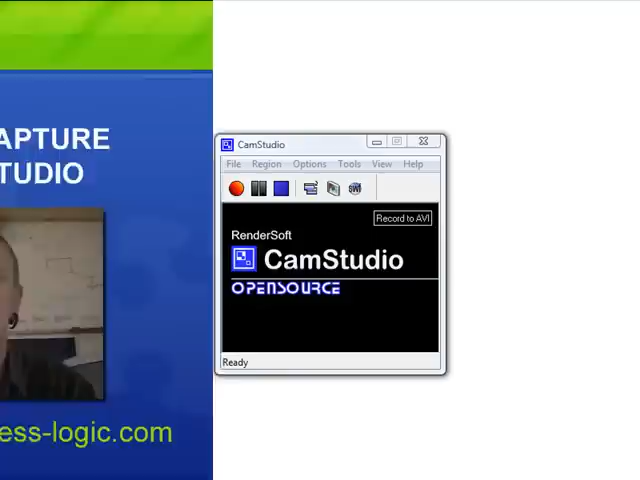 APTURE
TUDIO
ess-logic.com
CamStudio
File Region Options Tools View Help
Record to AVI
RenderSoft
CamStudio
OPENSOURCE
Ready